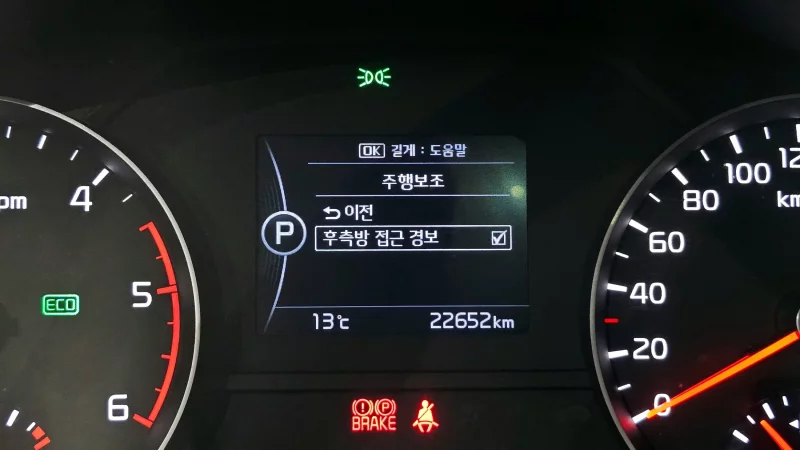 OK 길게 : 도움말
주행보조
이전
후측방 접근 경보
P
13℃ 22652km
pm
4
5
6
ECO
BRAKE
P
120
100
80
60
40
20
0
km